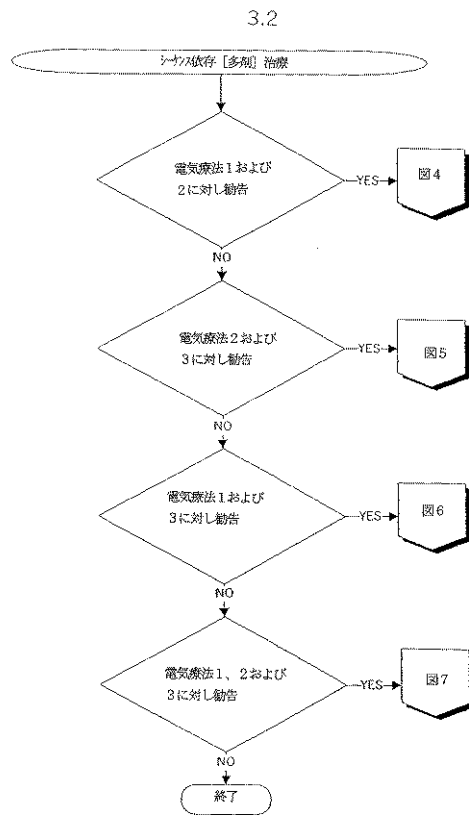 3.2
シーケンス依存［多剤］治療
電気療法1および
2に対し勧告
YES
図4
NO
電気療法2および
3に対し勧告
YES
図5
NO
電気療法1および
3に対し勧告
YES
図6
NO
電気療法1、2および
3に対し勧告
YES
図7
NO
終了